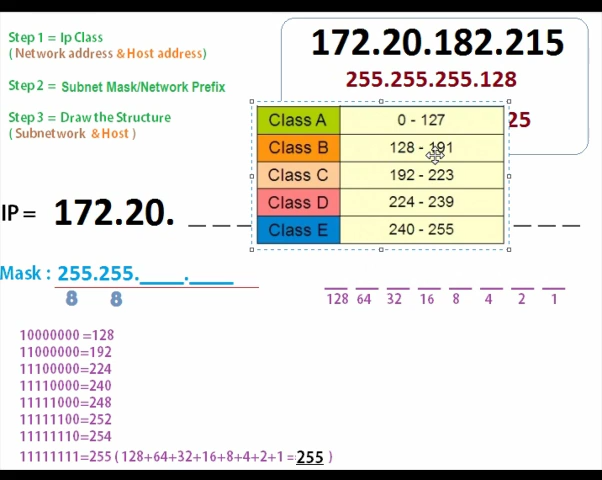 Step 1 = Ip Class
( Network address & Host address)
Step 2 = Subnet Mask/Network Prefix
Step 3 = Draw the Structure
(Subnetwork & Host )
172.20.182.215
255.255.255.128
25
Class A 0 - 127
Class B 128 - 191
Class C 192 - 223
Class D 224 - 239
Class E 240 - 255
IP = 172.20.
Mask : 255.255.____.____
8 8
128 64 32 16 8 4 2 1
10000000=128
11000000=192
11100000=224
11110000=240
11111000=248
11111100=252
11111110=254
11111111=255 ( 128+64+32+16+8+4+2+1 =255 )